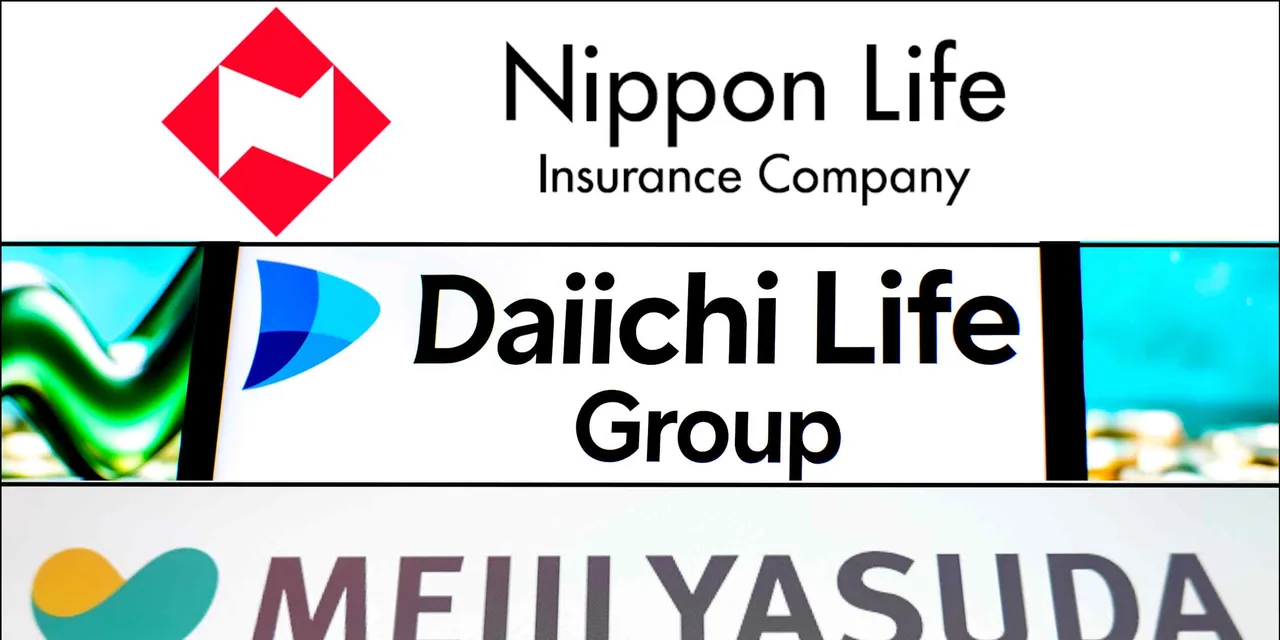 Nippon Life
Insurance Company
Daiichi Life
Group
MEIJI YASUDA